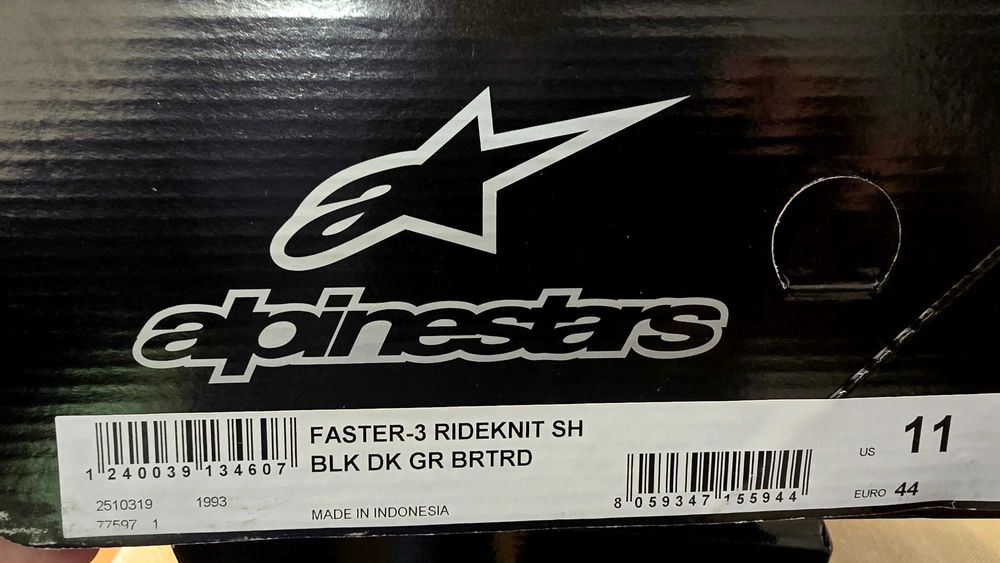 alpinestars
1 240039 134607
FASTER-3 RIDEKNIT SH
BLK DK GR BRTRD
2510319 1993
77597 1
MADE IN INDONESIA
8 059347 155944
US 11
EURO 44